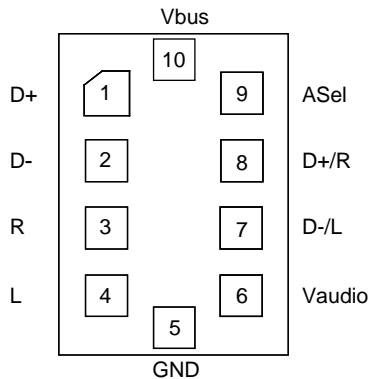 Vbus
10
D+ 1 9 ASel
D- 2 8 D+/R
R 3 7 D-/L
L 4 6 Vaudio
5
GND